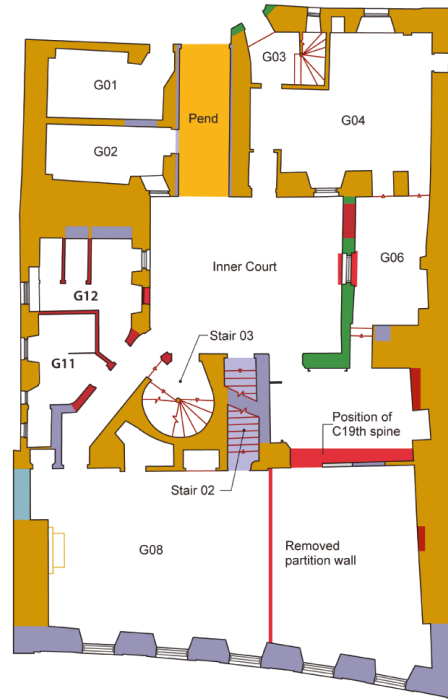 G03
G01
Pend
G04
G02
G06
Inner Court
G12
Stair 03
G11
Position of
C19th spine
Stair 02
G08
Removed
partition wall